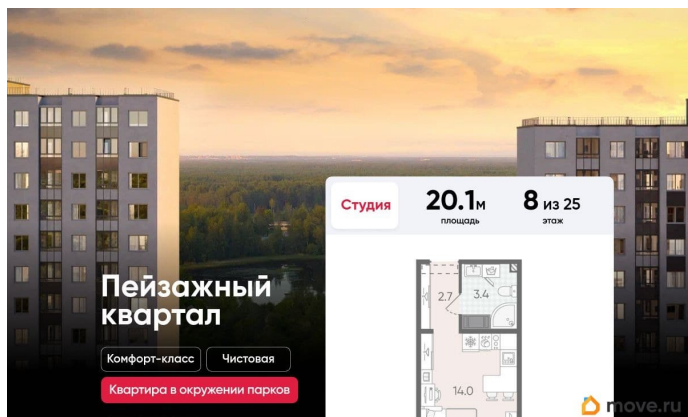 Студия
20.1м
площадь
8 из 25
этаж
2.7
3.4
14.0
Пейзажный
квартал
Комфорт-класс
Чистовая
Квартира в окружении парков
move.ru